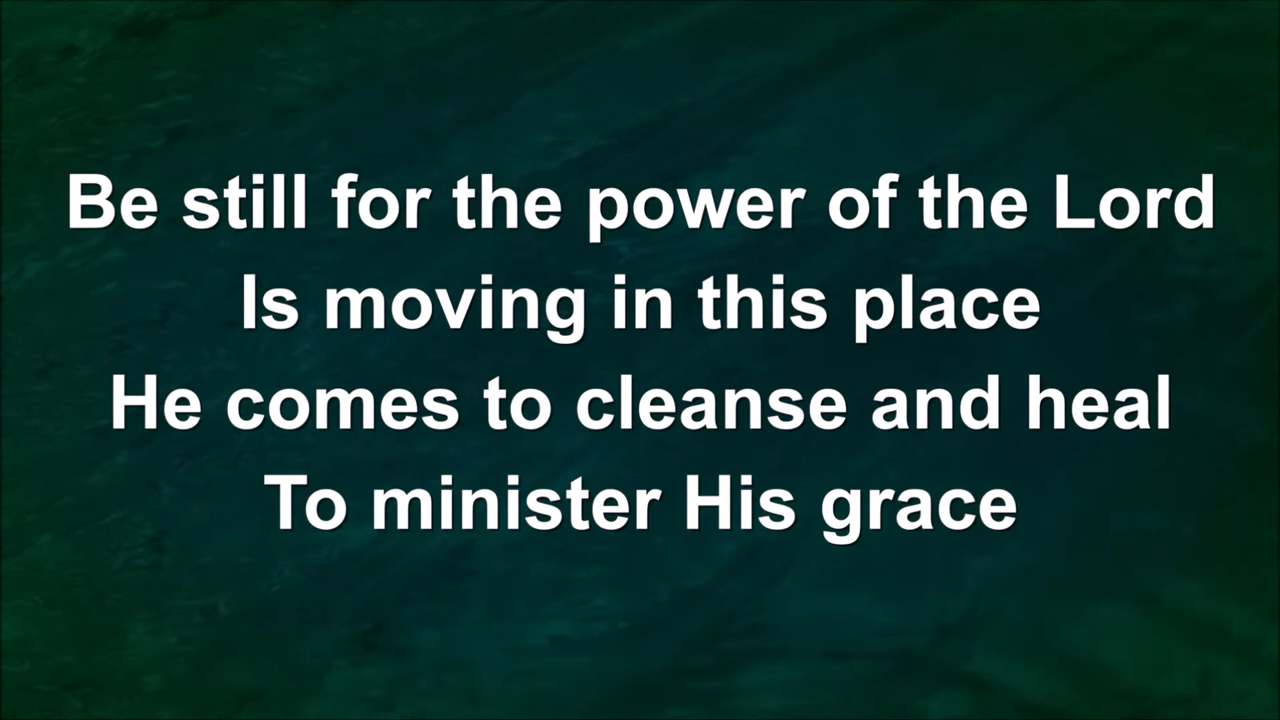 Be still for the power of the Lord
Is moving in this place
He comes to cleanse and heal
To minister His grace